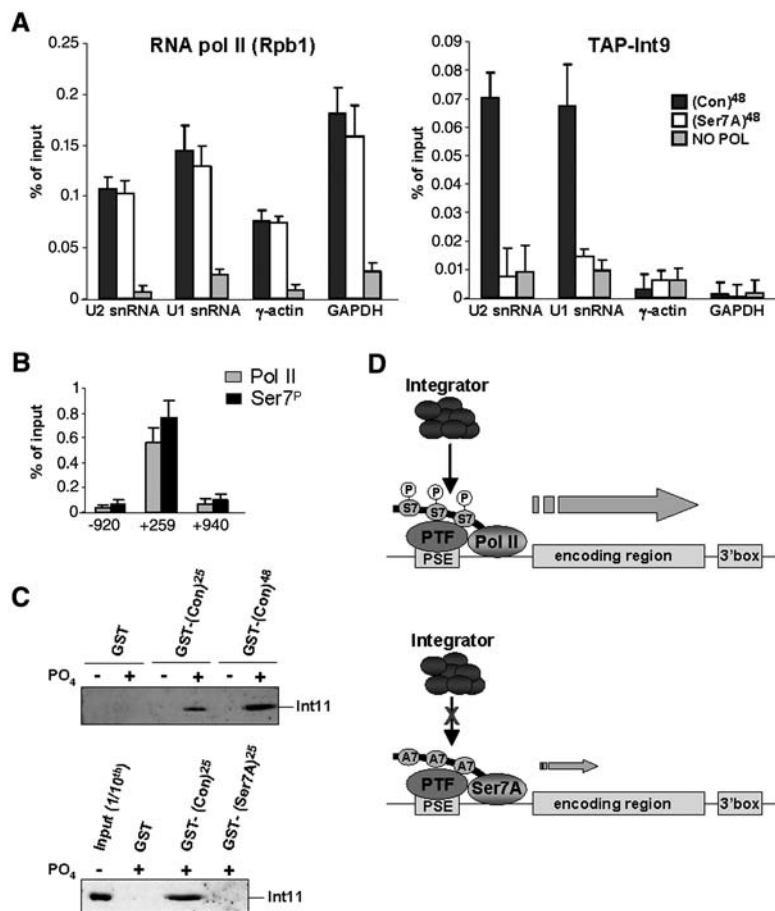 A
RNA pol II (Rpb1)
% of input
0.25
0.2
0.15
0.1
0.05
0
U2 snRNA U1 snRNA γ-actin GAPDH
TAP-Int9
% of input
0.09
0.08
0.07
0.06
0.05
0.04
0.03
0.02
0.01
0
U2 snRNA U1 snRNA γ-actin GAPDH
(Con)48
(Ser7A)48
NO POL
B
% of input
1
0.8
0.6
0.4
0.2
0
-920 +259 +940
Pol II
Ser7P
C
GST GST-(Con)25 GST-(Con)48
PO4 - + - + - +
Int11
Input (1/10th) GST GST-(Con)25 GST-(Ser7A)25
PO4 - + + +
Int11
D
Integrator
P P P
S7 S7 S7
PTF Pol II
PSE encoding region 3'box
Integrator
X
A7 A7 A7
PTF Ser7A
PSE encoding region 3'box